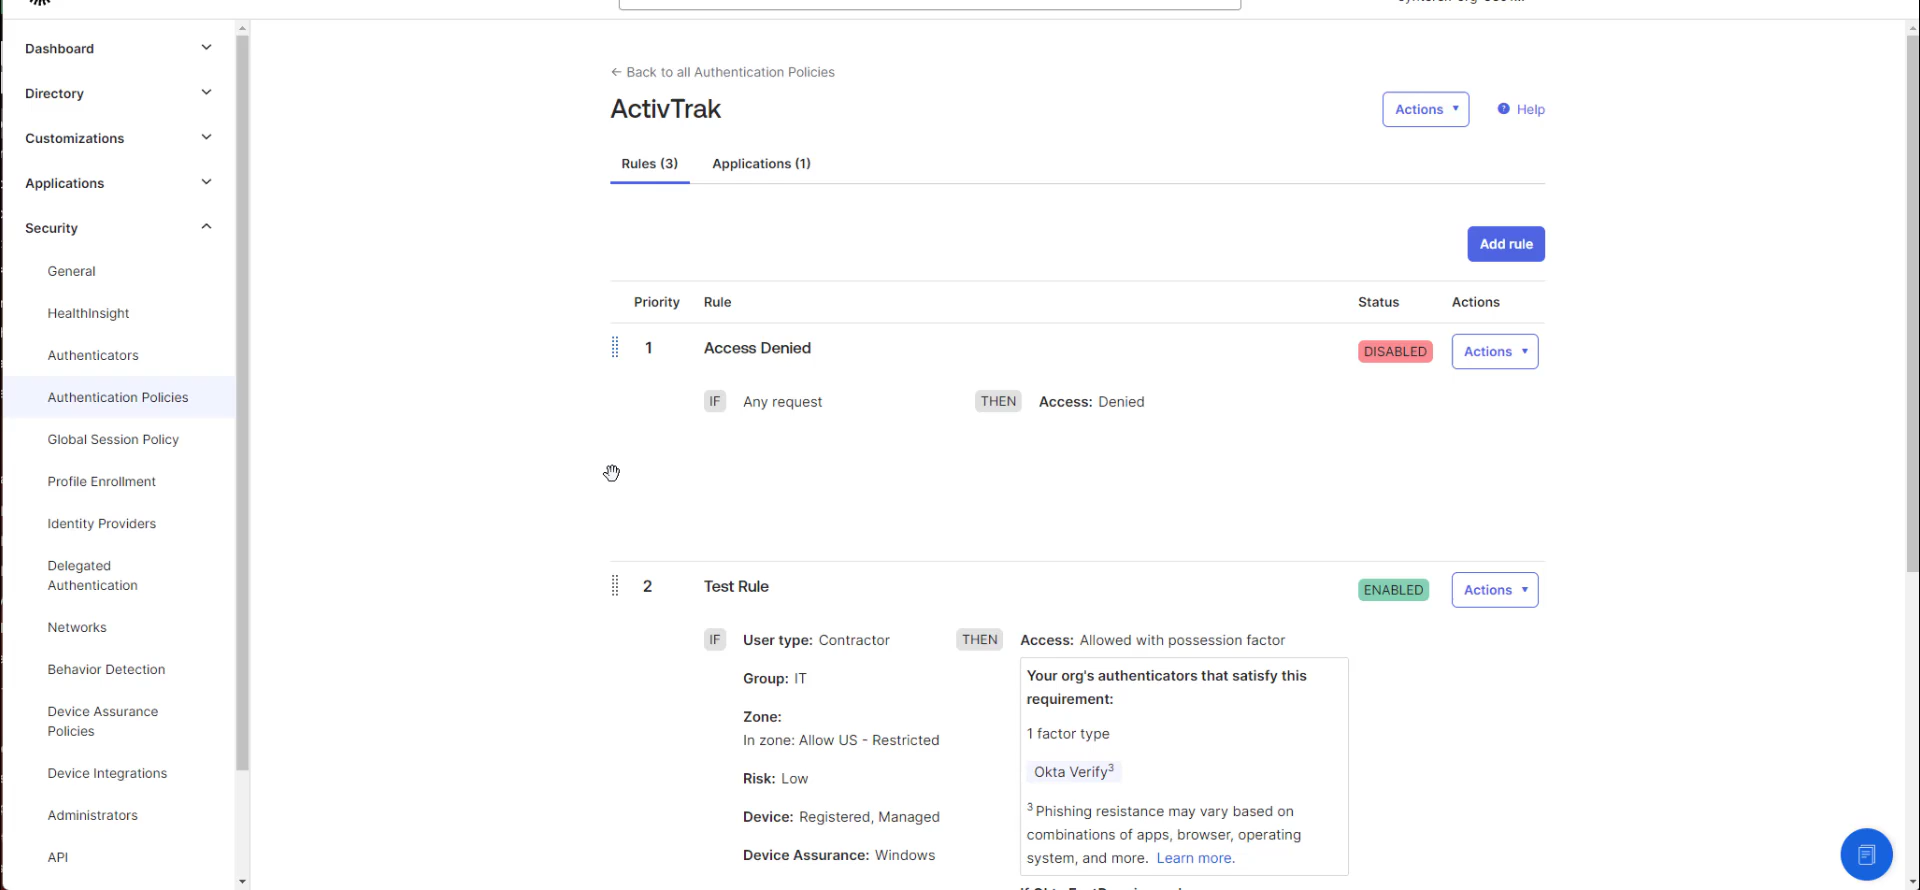 Dashboard
Directory
Customizations
Applications
Security
General
HealthInsight
Authenticators
Authentication Policies
Global Session Policy
Profile Enrollment
Identity Providers
Delegated
Authentication
Networks
Behavior Detection
Device Assurance
Policies
Device Integrations
Administrators
API
← Back to all Authentication Policies
ActivTrak
Actions
Help
Rules (3)
Applications (1)
Add rule
Priority Rule Status Actions
1 Access Denied DISABLED Actions
IF Any request THEN Access: Denied
2 Test Rule ENABLED Actions
IF User type: Contractor THEN Access: Allowed with possession factor
Group: IT
Zone:
In zone: Allow US - Restricted
Risk: Low
Device: Registered, Managed
Device Assurance: Windows
Your org's authenticators that satisfy this
requirement:
1 factor type
Okta Verify³
³ Phishing resistance may vary based on
combinations of apps, browser, operating
system, and more. Learn more.